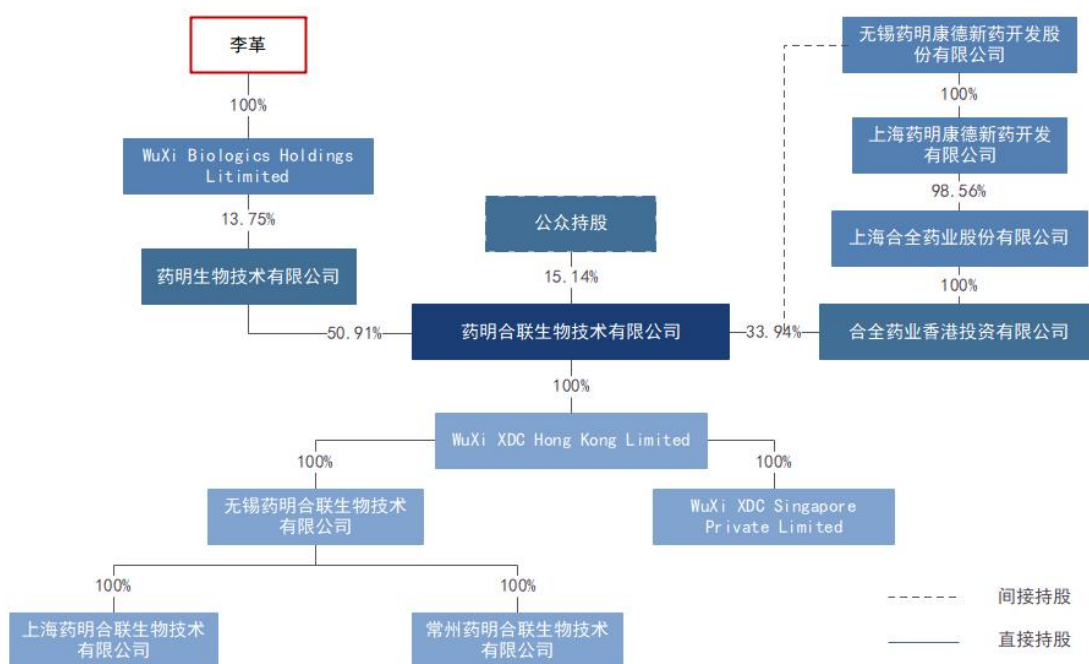 李革
无锡药明康德新药开发股
份有限公司
100%
100%
WuXi Biologics Holdings
Litimited
上海药明康德新药开发
有限公司
98.56%
13.75%
公众持股
上海合全药业股份有限公司
药明生物技术有限公司
15.14%
100%
50.91%
药明合联生物技术有限公司
33.94%
合全药业香港投资有限公司
100%
WuXi XDC Hong Kong Limited
100%
100%
无锡药明合联生物技术
有限公司
WuXi XDC Singapore
Private Limited
100%
100%
间接持股
上海药明合联生物技术
有限公司
常州药明合联生物技术
有限公司
直接持股